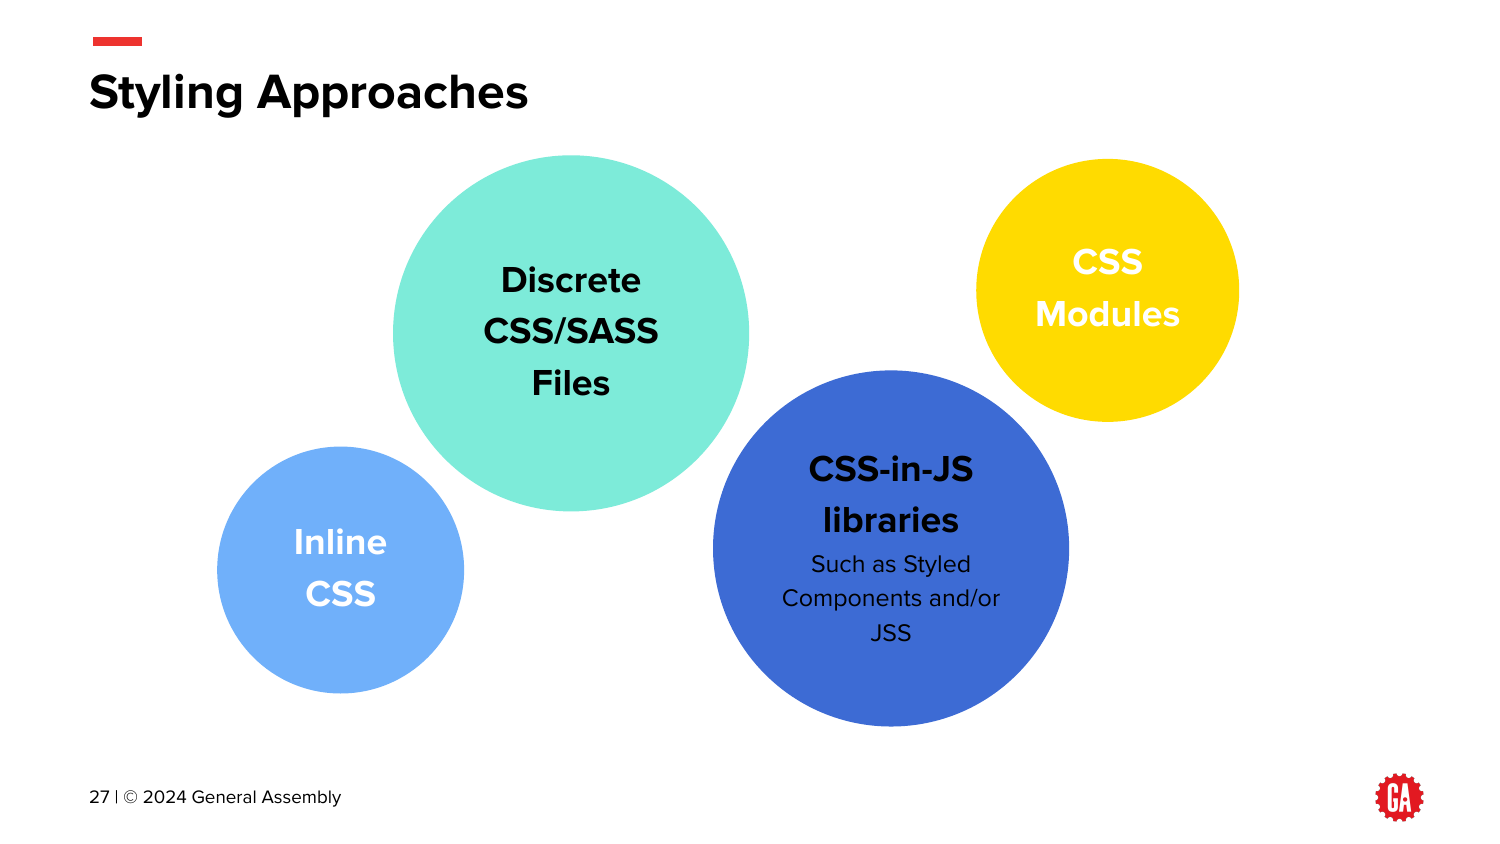 Styling Approaches
Discrete
CSS/SASS
Files
CSS
Modules
Inline
CSS
CSS-in-JS
libraries
Such as Styled
Components and/or
JSS
27 | © 2024 General Assembly
GA